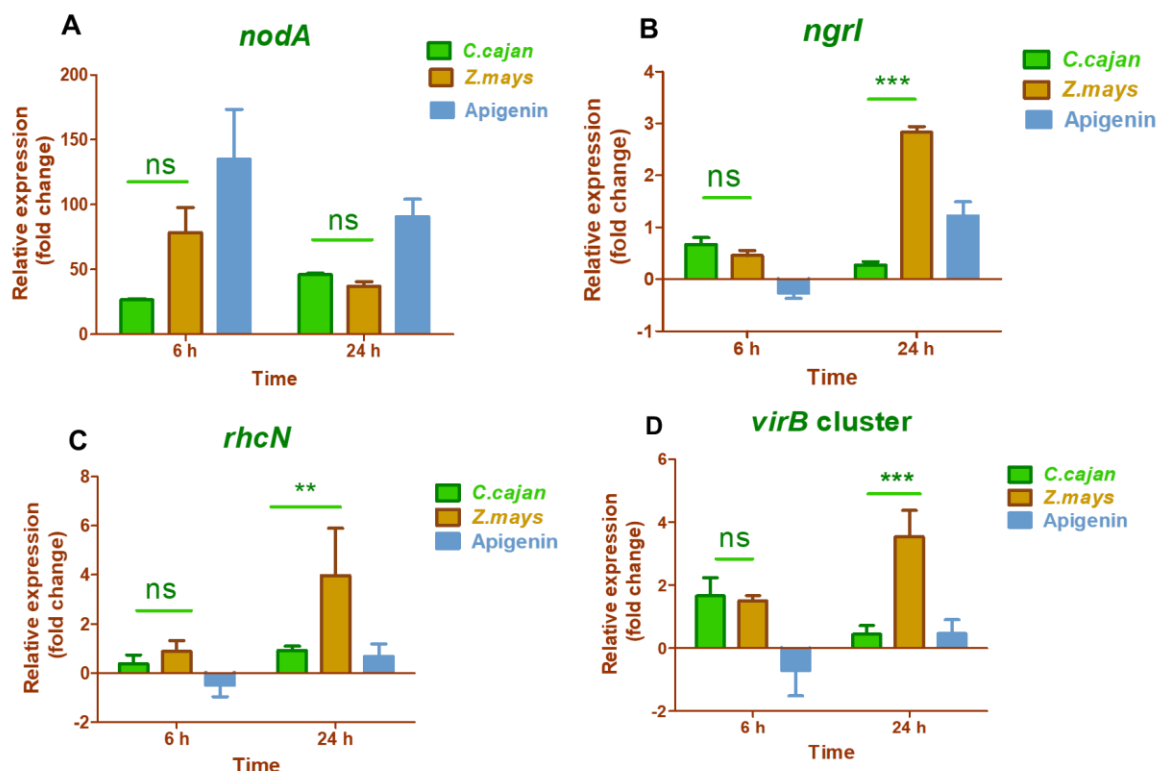 A
nodA
C.cajan
Z.mays
Apigenin
Relative expression
(fold change)
200
150
100
50
0
ns
ns
6 h
24 h
Time
B
ngrI
C.cajan
Z.mays
Apigenin
Relative expression
(fold change)
4
3
2
1
0
-1
ns
***
6 h
24 h
Time
C
rhcN
C.cajan
Z.mays
Apigenin
Relative expression
(fold change)
8
6
4
2
0
-2
ns
**
6 h
24 h
Time
D
virB cluster
C.cajan
Z.mays
Apigenin
Relative expression
(fold change)
6
4
2
0
-2
ns
***
6 h
24 h
Time